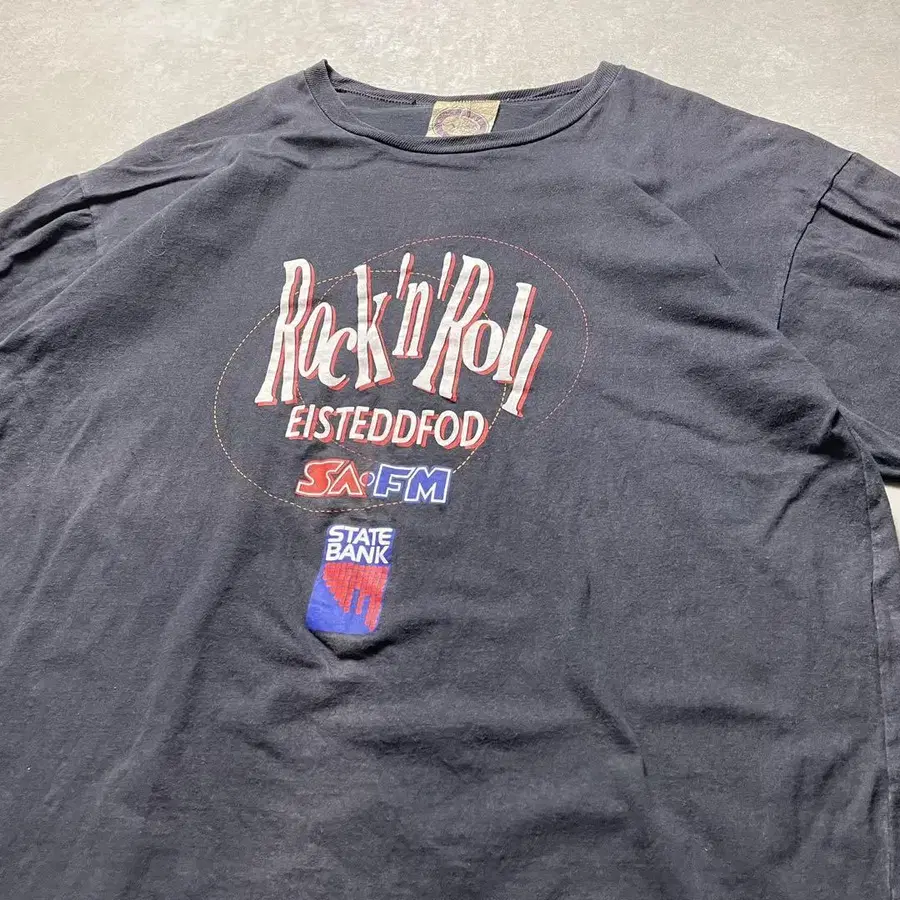 Rock 'n' Roll
EISTEDDFOD
SA•FM
STATE
BANK